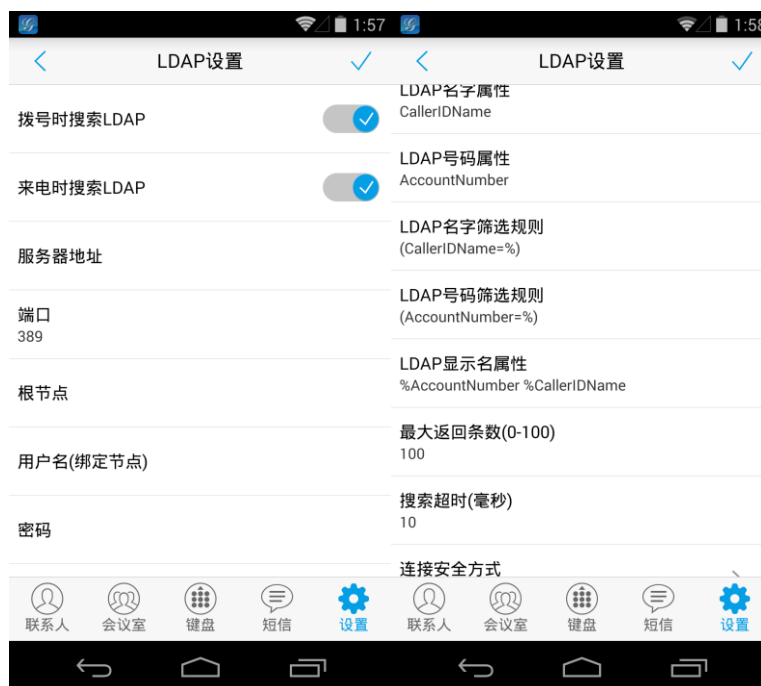 1:57
LDAP设置
拨号时搜索LDAP
来电时搜索LDAP
服务器地址
端口
389
根节点
用户名(绑定节点)
密码
联系人
会议室
键盘
短信
设置
1:58
LDAP设置
LDAP名字属性
CallerIDName
LDAP号码属性
AccountNumber
LDAP名字筛选规则
(CallerIDName=%)
LDAP号码筛选规则
(AccountNumber=%)
LDAP显示名属性
%AccountNumber %CallerIDName
最大返回条数(0-100)
100
搜索超时(毫秒)
10
连接安全方式
联系人
会议室
键盘
短信
设置